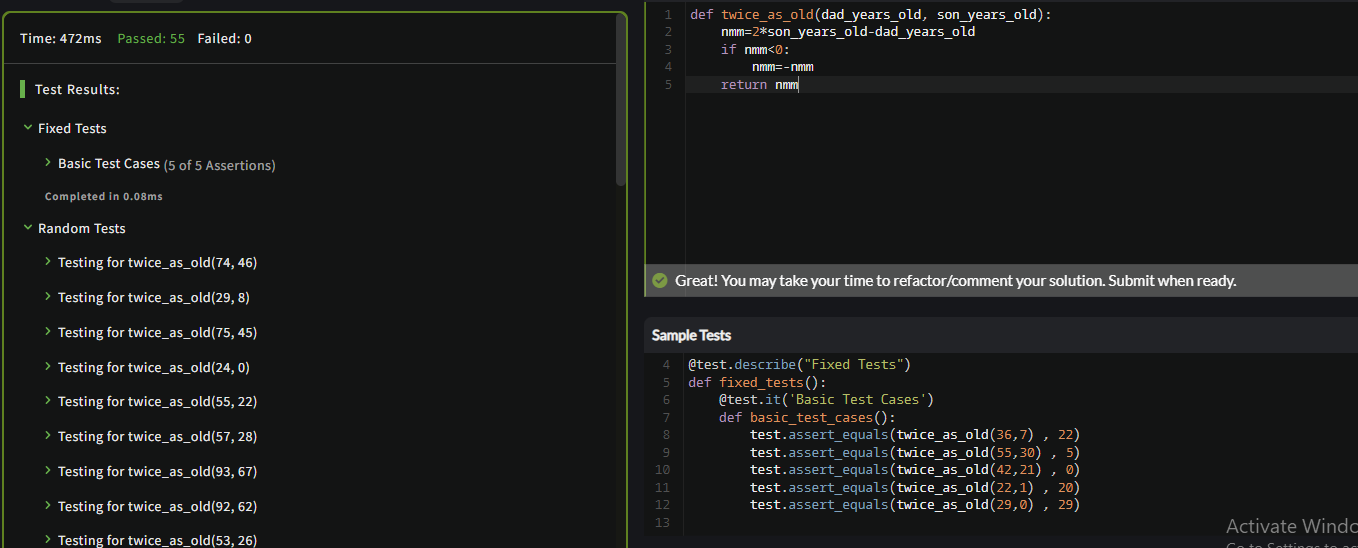 Time: 472ms Passed: 55 Failed: 0
Test Results:
Fixed Tests
Basic Test Cases (5 of 5 Assertions)
Completed in 0.08ms
Random Tests
Testing for twice_as_old(74, 46)
Testing for twice_as_old(29, 8)
Testing for twice_as_old(75, 45)
Testing for twice_as_old(24, 0)
Testing for twice_as_old(55, 22)
Testing for twice_as_old(57, 28)
Testing for twice_as_old(93, 67)
Testing for twice_as_old(92, 62)
Testing for twice_as_old(53, 26)
1 def twice_as_old(dad_years_old, son_years_old):
2     nmm=2*son_years_old-dad_years_old
3     if nmm<0:
4         nmm=-nmm
5     return nmm
Great! You may take your time to refactor/comment your solution. Submit when ready.
Sample Tests
4 @test.describe("Fixed Tests")
5 def fixed_tests():
6     @test.it('Basic Test Cases')
7     def basic_test_cases():
8         test.assert_equals(twice_as_old(36,7) , 22)
9         test.assert_equals(twice_as_old(55,30) , 5)
10         test.assert_equals(twice_as_old(42,21) , 0)
11         test.assert_equals(twice_as_old(22,1) , 20)
12         test.assert_equals(twice_as_old(29,0) , 29)
13
Activate Windo